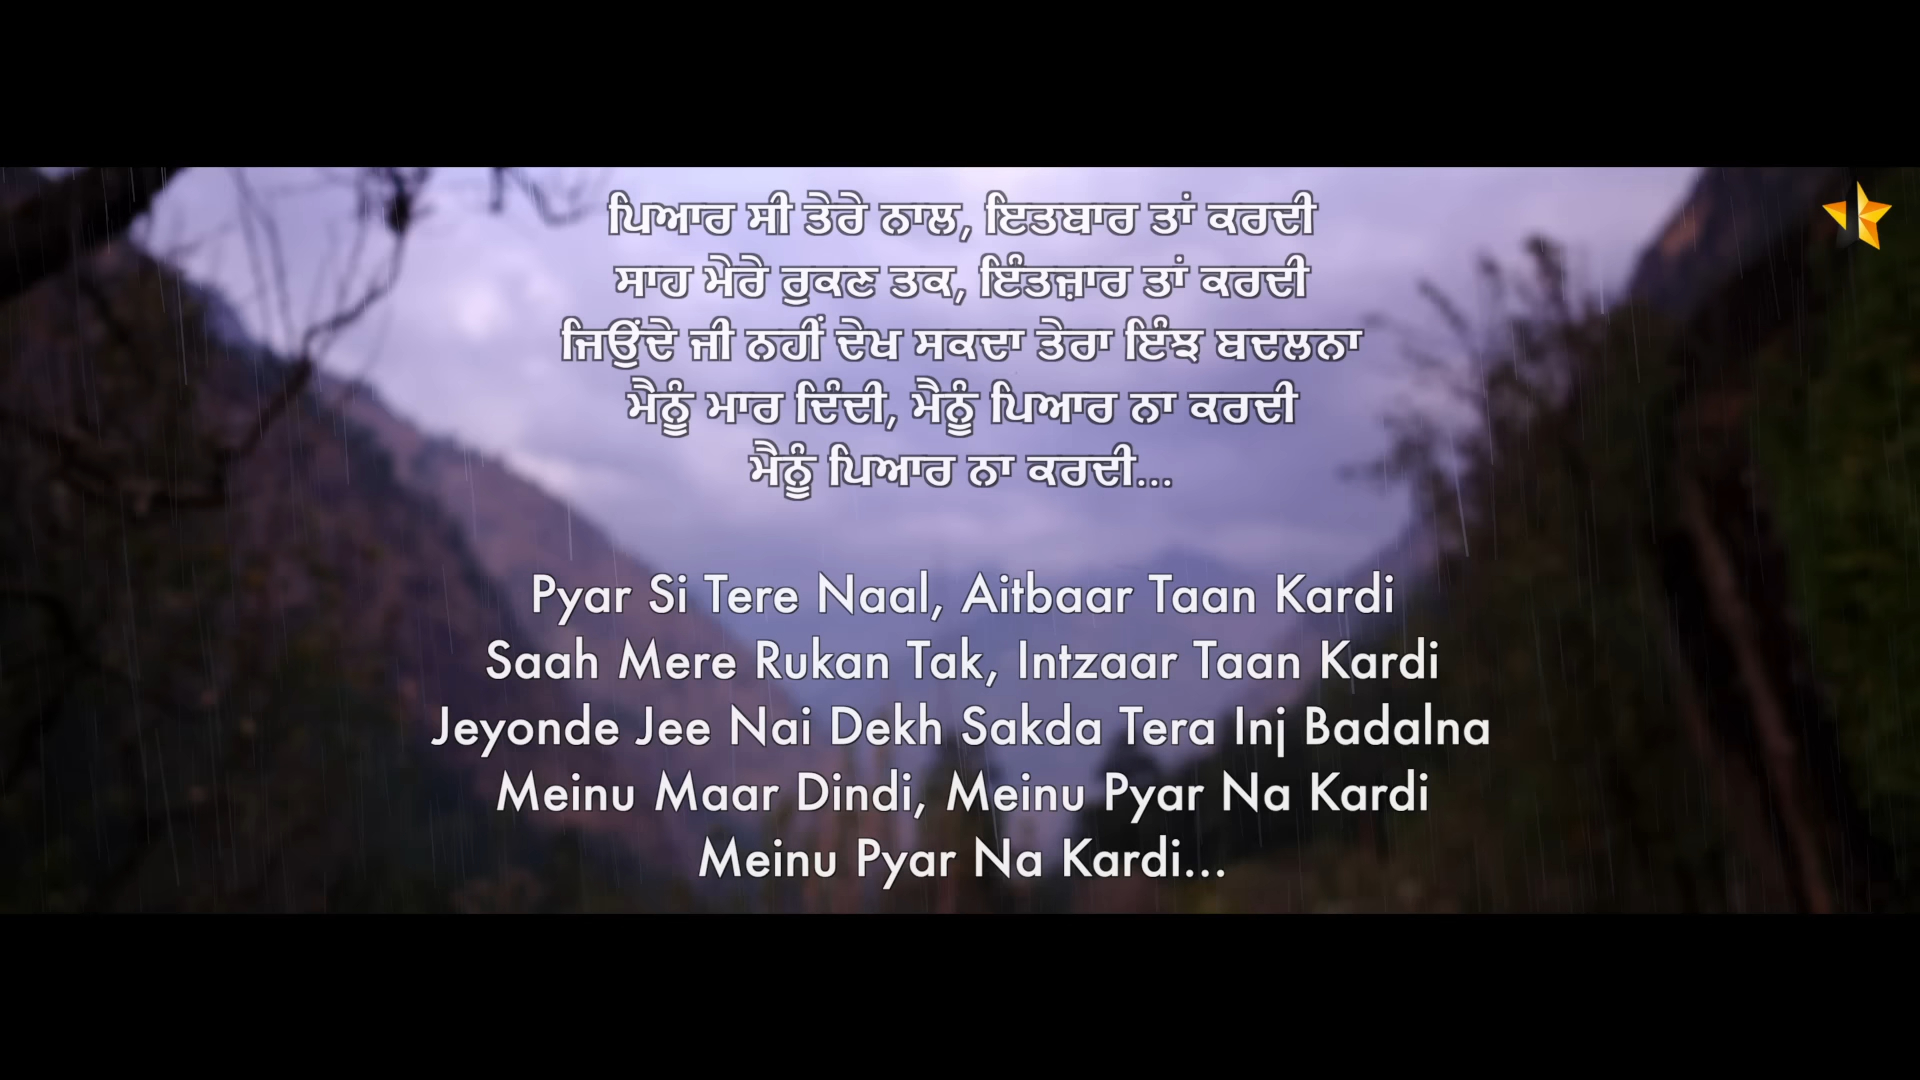 ਪਿਆਰ ਸੀ ਤੇਰੇ ਨਾਲ਼, ਇਤਬਾਰ ਤਾਂ ਕਰਦੀ
ਸਾਹ ਮੇਰੇ ਰੁਕਣ ਤਕ, ਇੰਤਜ਼ਾਰ ਤਾਂ ਕਰਦੀ
ਜਿਉਂਦੇ ਜੀ ਨਹੀਂ ਦੇਖ ਸਕਦਾ ਤੇਰਾ ਇੰਝ ਬਦਲਨਾ
ਮੈਨੂੰ ਮਾਰ ਦਿੰਦੀ, ਮੈਨੂੰ ਪਿਆਰ ਨਾ ਕਰਦੀ
ਮੈਨੂੰ ਪਿਆਰ ਨਾ ਕਰਦੀ...
Pyar Si Tere Naal, Aitbaar Taan Kardi
Saah Mere Rukan Tak, Intzaar Taan Kardi
Jeyonde Jee Nai Dekh Sakda Tera Inj Badalna
Meinu Maar Dindi, Meinu Pyar Na Kardi
Meinu Pyar Na Kardi...